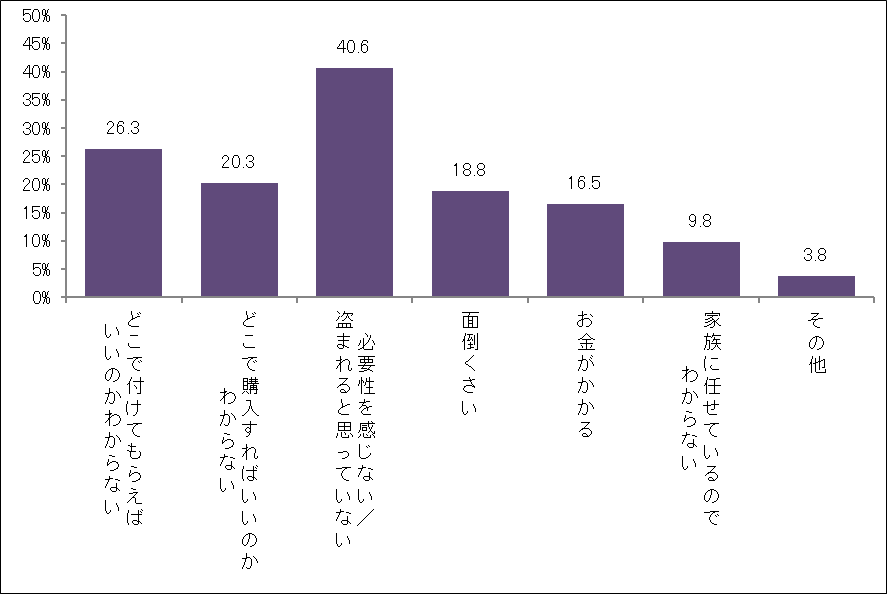 50%
45%
40%
35%
30%
25%
20%
15%
10%
5%
0%
26.3
20.3
40.6
18.8
16.5
9.8
3.8
どこで付けてもらえば
いいのかわからない
どこで購入すればいいのか
わからない
必要性を感じない／
盗まれると思っていない
面倒くさい
お金がかかる
家族に任せているので
わからない
その他